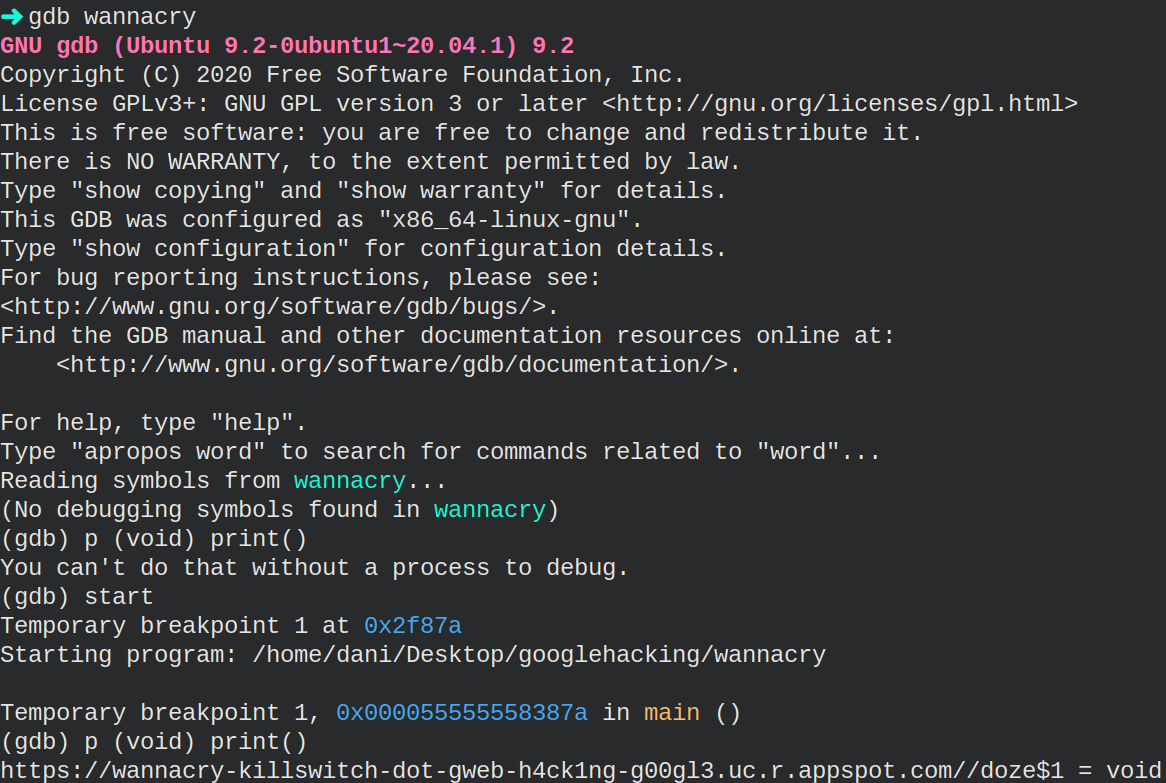 ➜ gdb wannacry
GNU gdb (Ubuntu 9.2-0ubuntu1~20.04.1) 9.2
Copyright (C) 2020 Free Software Foundation, Inc.
License GPLv3+: GNU GPL version 3 or later <http://gnu.org/licenses/gpl.html>
This is free software: you are free to change and redistribute it.
There is NO WARRANTY, to the extent permitted by law.
Type "show copying" and "show warranty" for details.
This GDB was configured as "x86_64-linux-gnu".
Type "show configuration" for configuration details.
For bug reporting instructions, please see:
<http://www.gnu.org/software/gdb/bugs/>.
Find the GDB manual and other documentation resources online at:
    <http://www.gnu.org/software/gdb/documentation/>.

For help, type "help".
Type "apropos word" to search for commands related to "word"...
Reading symbols from wannacry...
(No debugging symbols found in wannacry)
(gdb) p (void) print()
You can't do that without a process to debug.
(gdb) start
Temporary breakpoint 1 at 0x2f87a
Starting program: /home/dani/Desktop/googlehacking/wannacry

Temporary breakpoint 1, 0x000055555558387a in main ()
(gdb) p (void) print()
https://wannacry-killswitch-dot-gweb-h4ck1ng-g00gl3.uc.r.appspot.com//doze$1 = void